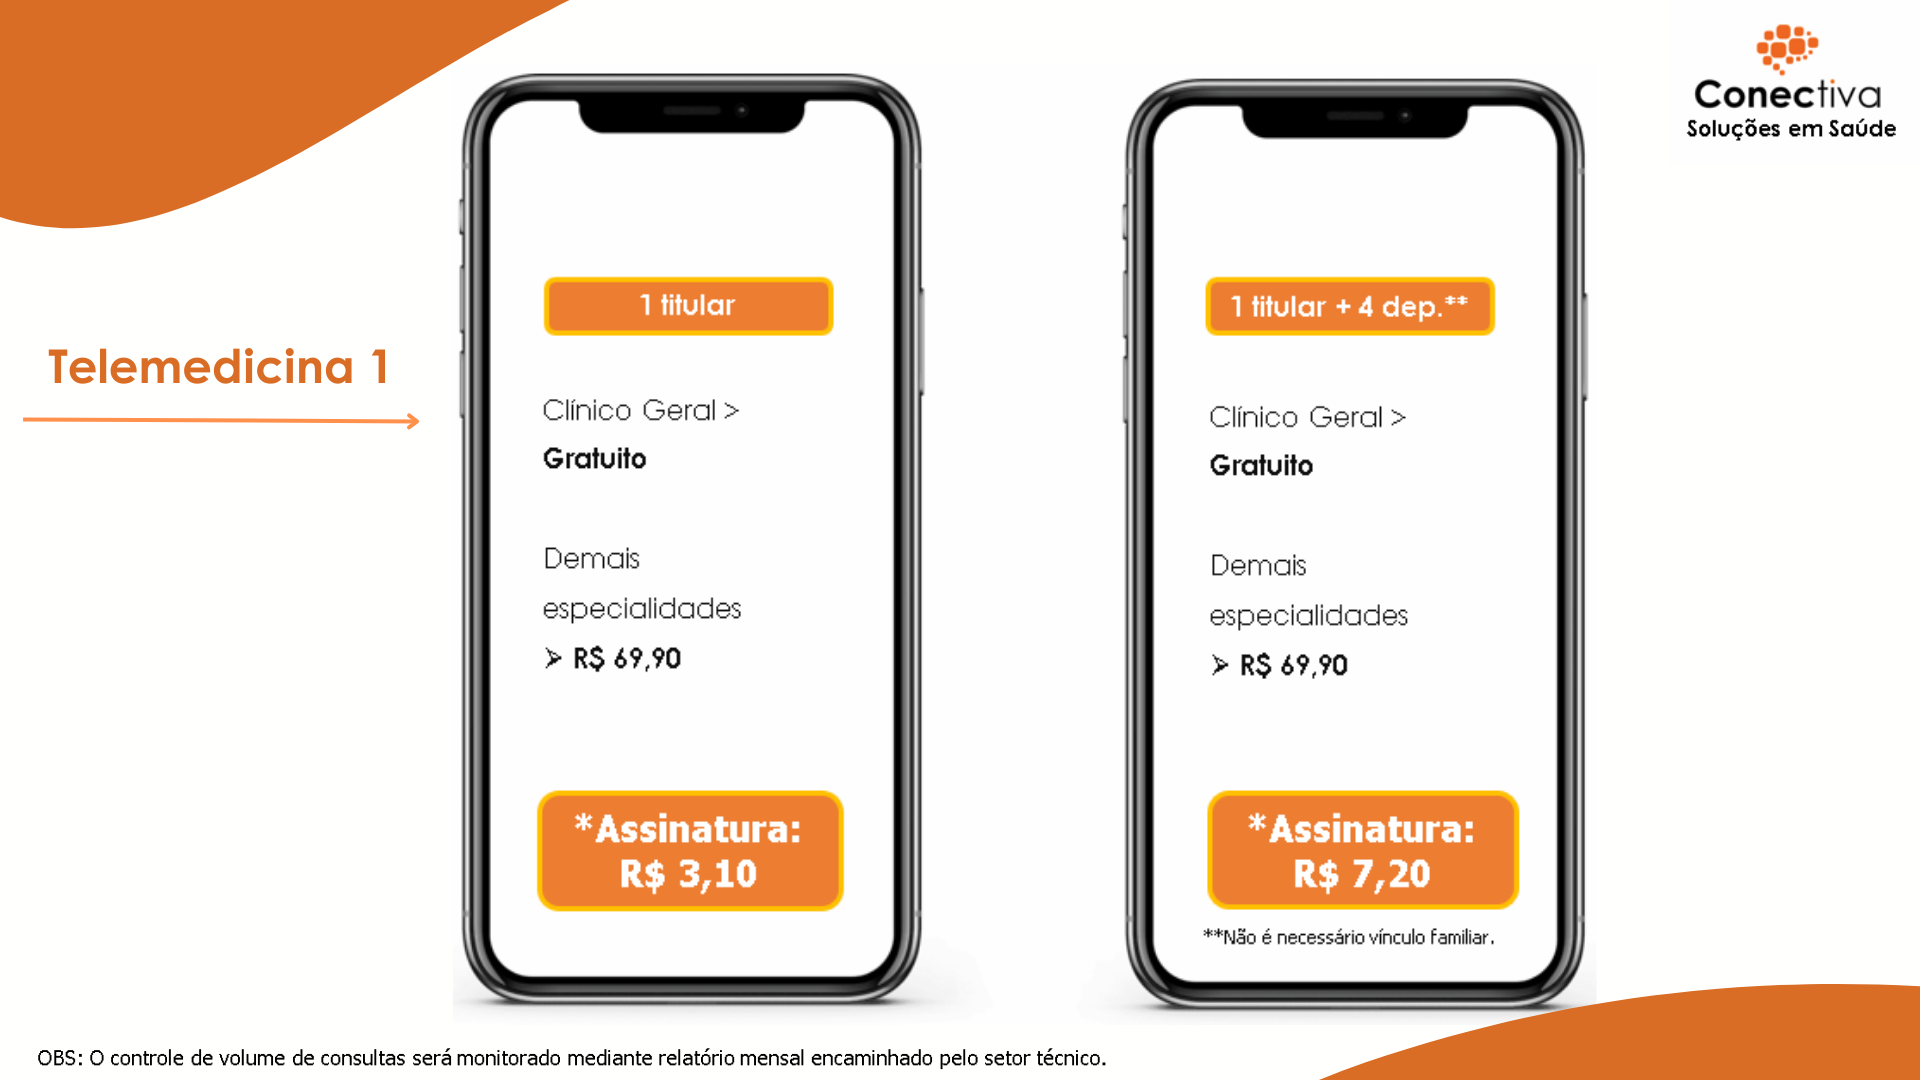 Conectiva
Soluções em Saúde
Telemedicina 1
1 titular
Clínico Geral >
Gratuito
Demais
especialidades
➢ R$ 69,90
*Assinatura:
R$ 3,10
1 titular + 4 dep.**
Clínico Geral >
Gratuito
Demais
especialidades
➢ R$ 69,90
*Assinatura:
R$ 7,20
**Não é necessário vínculo familiar.
OBS: O controle de volume de consultas será monitorado mediante relatório mensal encaminhado pelo setor técnico.